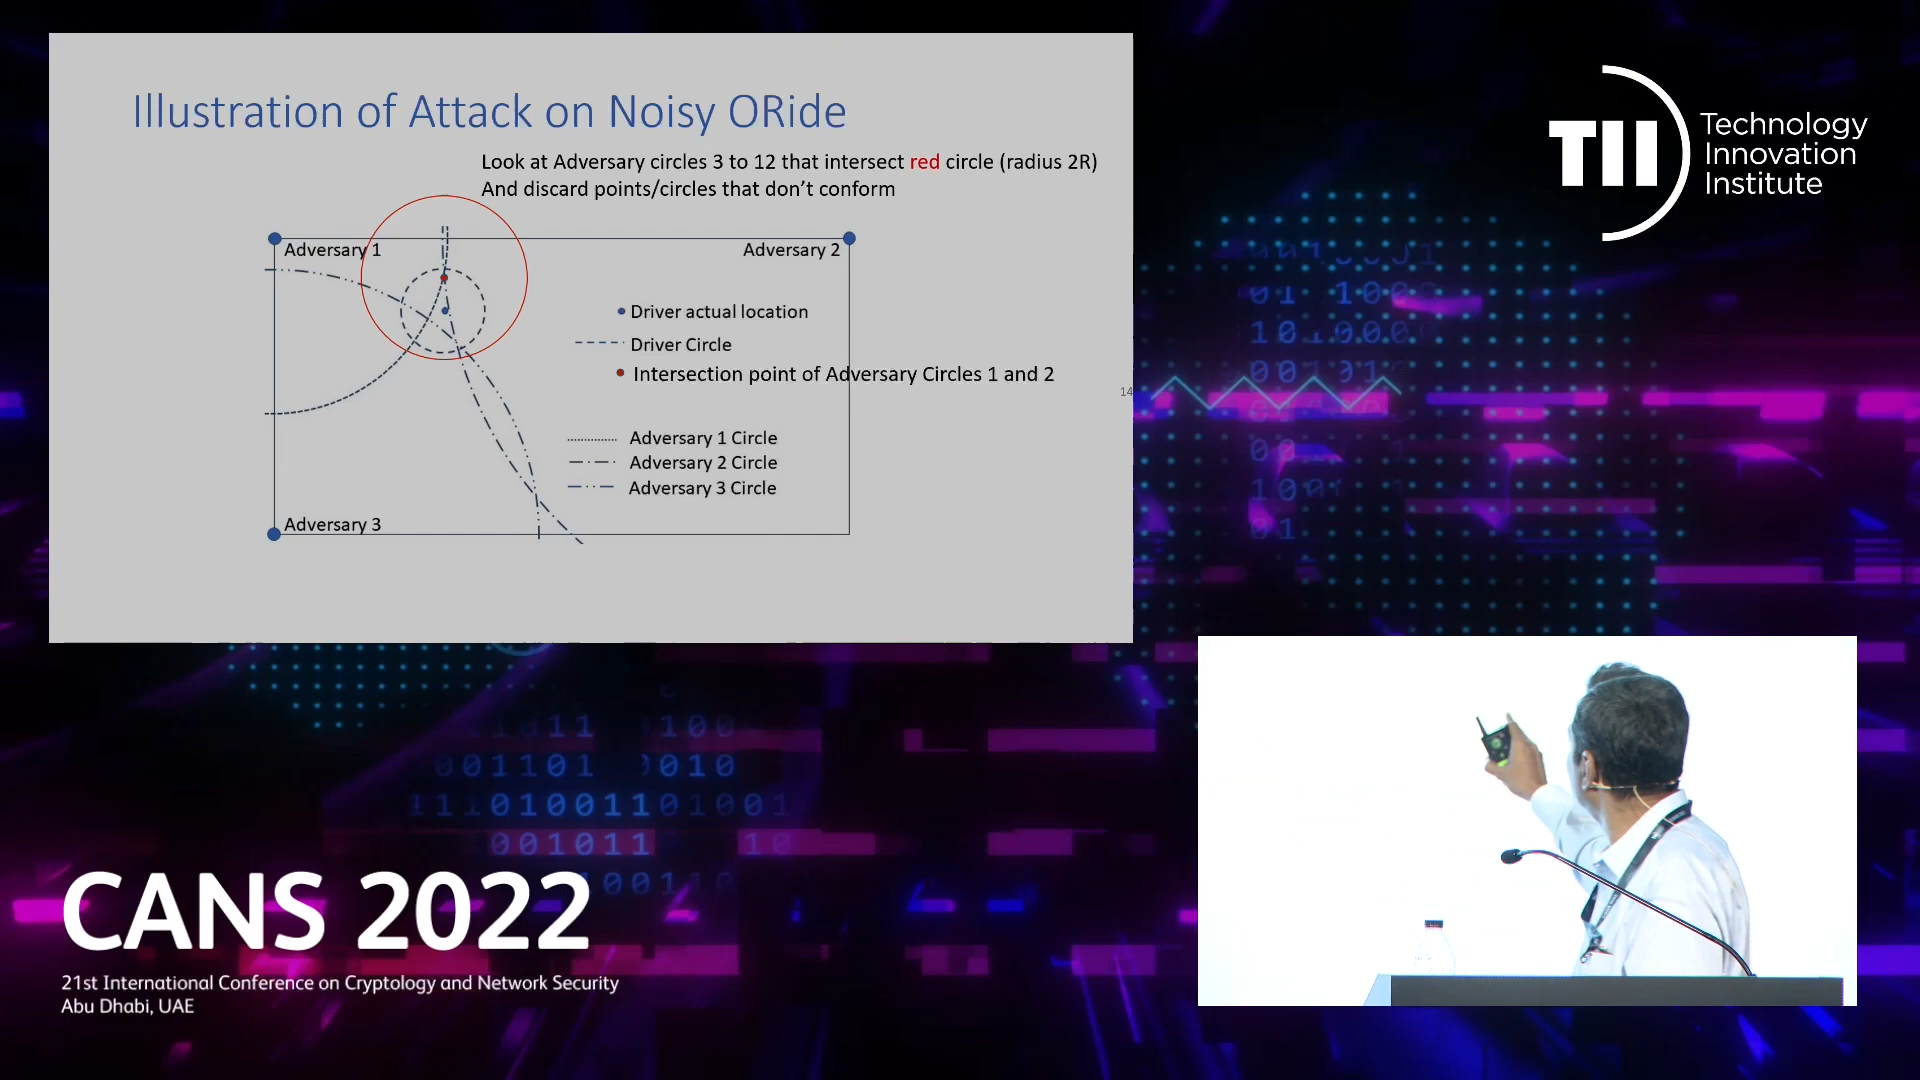 Illustration of Attack on Noisy ORide
Look at Adversary circles 3 to 12 that intersect red circle (radius 2R)
And discard points/circles that don't conform
Adversary 1
Adversary 2
Driver actual location
Driver Circle
Intersection point of Adversary Circles 1 and 2
14
Adversary 1 Circle
Adversary 2 Circle
Adversary 3 Circle
Adversary 3
TII
Technology
Innovation
Institute
CANS 2022
21st International Conference on Cryptology and Network Security
Abu Dhabi, UAE